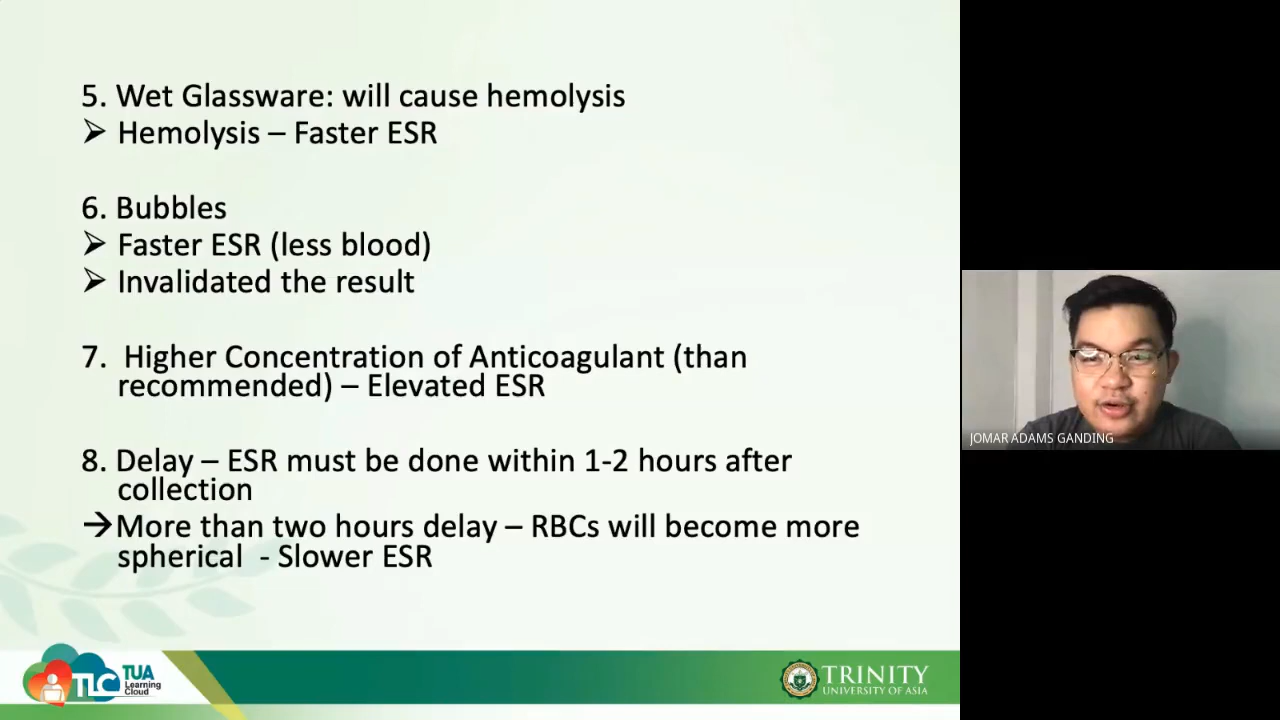 5. Wet Glassware: will cause hemolysis
➢ Hemolysis – Faster ESR
6. Bubbles
➢ Faster ESR (less blood)
➢ Invalidated the result
7. Higher Concentration of Anticoagulant (than
recommended) – Elevated ESR
8. Delay – ESR must be done within 1-2 hours after
collection
→More than two hours delay – RBCs will become more
spherical - Slower ESR
JOMAR ADAMS GANDING
TLC TUA
Learning
Cloud
TRINITY
UNIVERSITY OF ASIA